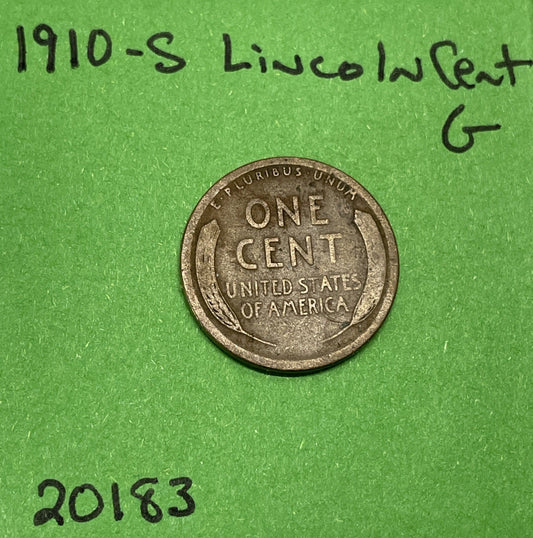 1910-S Lincoln Cent
G
E·PLURIBUS·UNUM
ONE
CENT
UNITED STATES
OF AMERICA
20183